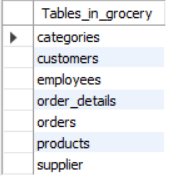 Tables_in_grocery
categories
customers
employees
order_details
orders
products
supplier